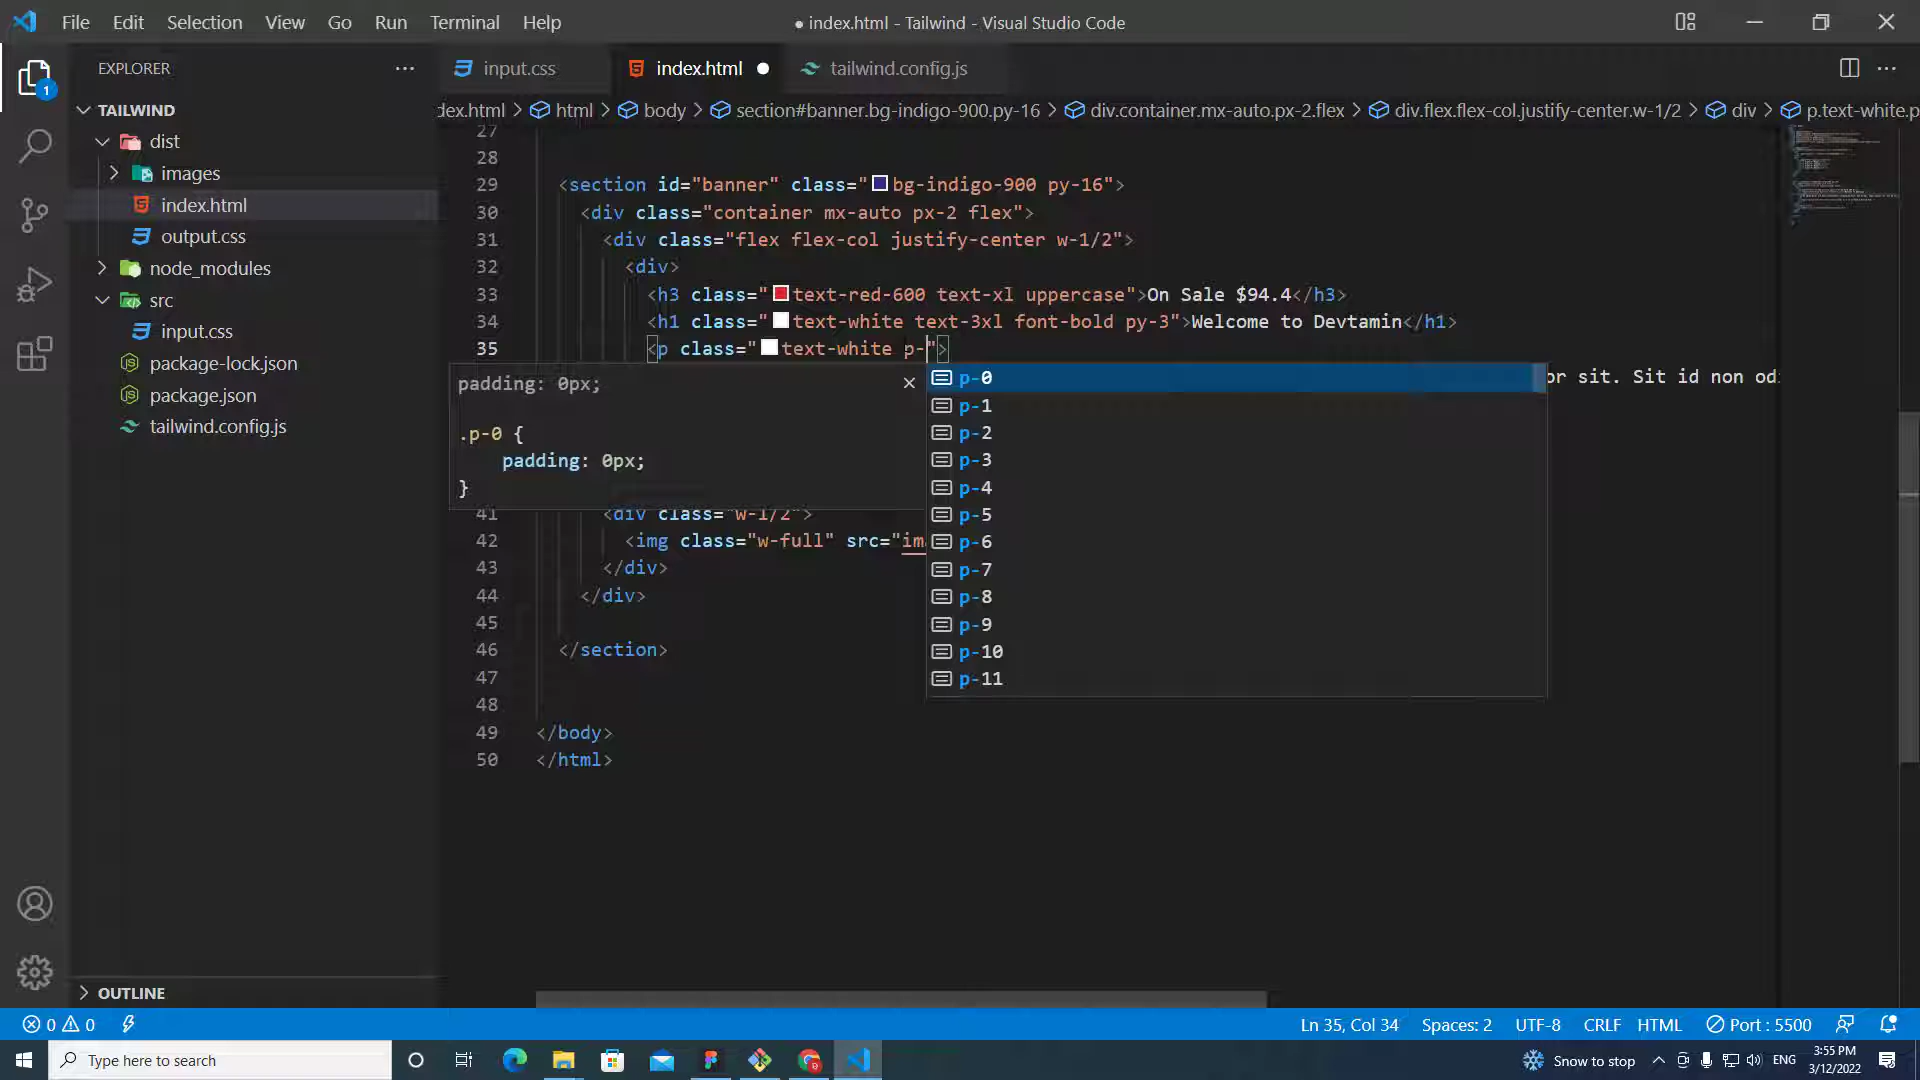 File Edit Selection View Go Run Terminal Help
● index.html - Tailwind - Visual Studio Code
EXPLORER
input.css
index.html
tailwind.config.js
dex.html > html > body > section#banner.bg-indigo-900.py-16 > div.container.mx-auto.px-2.flex > div.flex.flex-col.justify-center.w-1/2 > div > p.text-white.p
TAILWIND
dist
images
index.html
output.css
node_modules
src
input.css
package-lock.json
package.json
tailwind.config.js
OUTLINE
27
28
29 <section id="banner" class="bg-indigo-900 py-16">
30 <div class="container mx-auto px-2 flex">
31 <div class="flex flex-col justify-center w-1/2">
32 <div>
33 <h3 class="text-red-600 text-xl uppercase">On Sale $94.4</h3>
34 <h1 class="text-white text-3xl font-bold py-3">Welcome to Devtamin</h1>
35 <p class="text-white p-">
or sit. Sit id non od
padding: 0px;
.p-0 {
padding: 0px;
}
p-0
p-1
p-2
p-3
p-4
p-5
p-6
p-7
p-8
p-9
p-10
p-11
41 <div class="w-1/2">
42 <img class="w-full" src="im
43 </div>
44 </div>
45
46 </section>
47
48
49 </body>
50 </html>
0 0
Ln 35, Col 34 Spaces: 2 UTF-8 CRLF HTML Port : 5500
Type here to search
Snow to stop
ENG
3:55 PM
3/12/2022
1